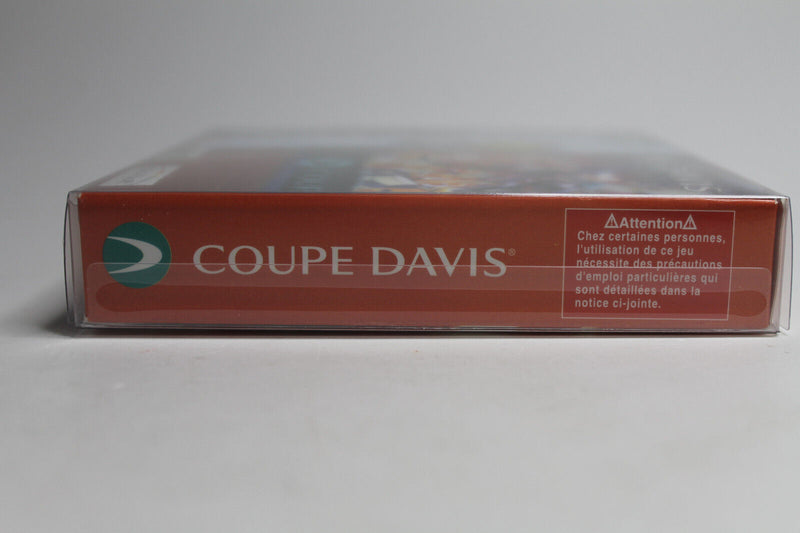 COUPE DAVIS®
⚠Attention⚠
Chez certaines personnes,
l'utilisation de ce jeu
nécessite des précautions
d'emploi particulières qui
sont détaillées dans la
notice ci-jointe.